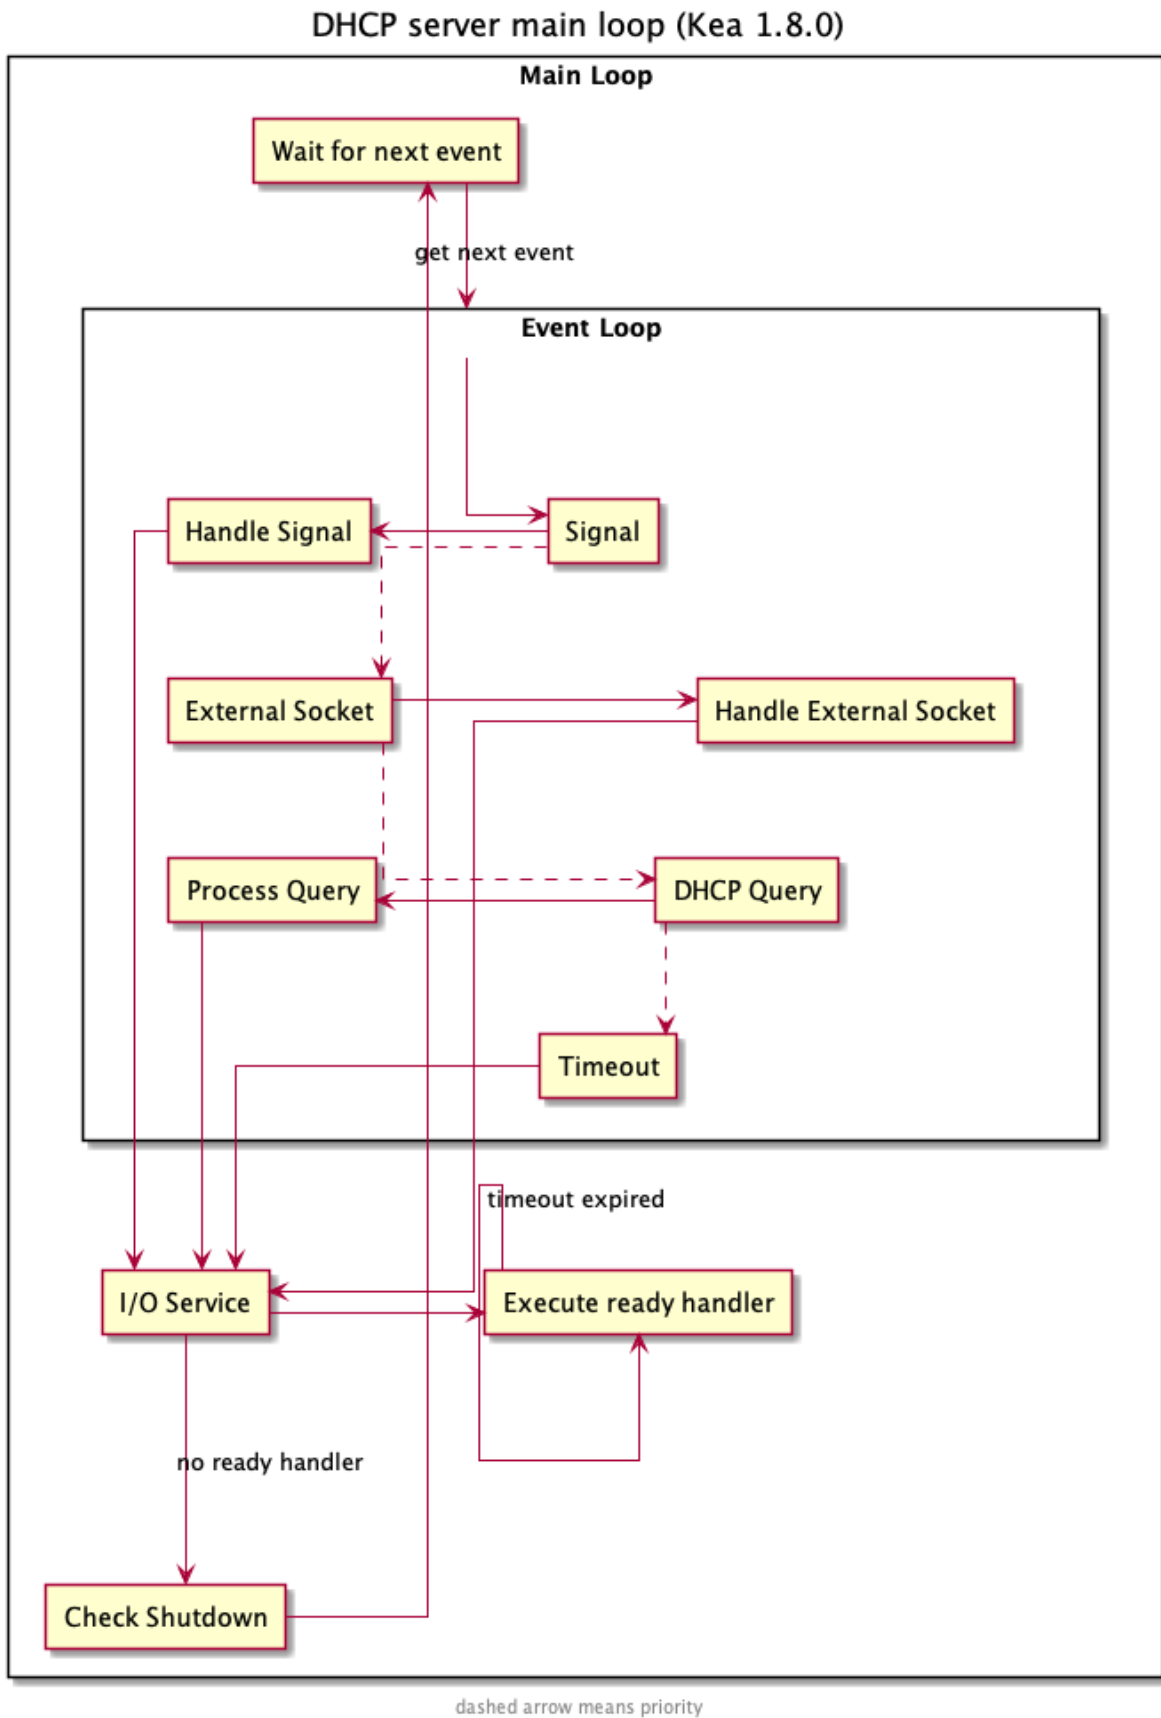 DHCP server main loop (Kea 1.8.0)
Main Loop
Wait for next event
get next event
Event Loop
Handle Signal
Signal
External Socket
Handle External Socket
Process Query
DHCP Query
Timeout
timeout expired
I/O Service
Execute ready handler
no ready handler
Check Shutdown
dashed arrow means priority